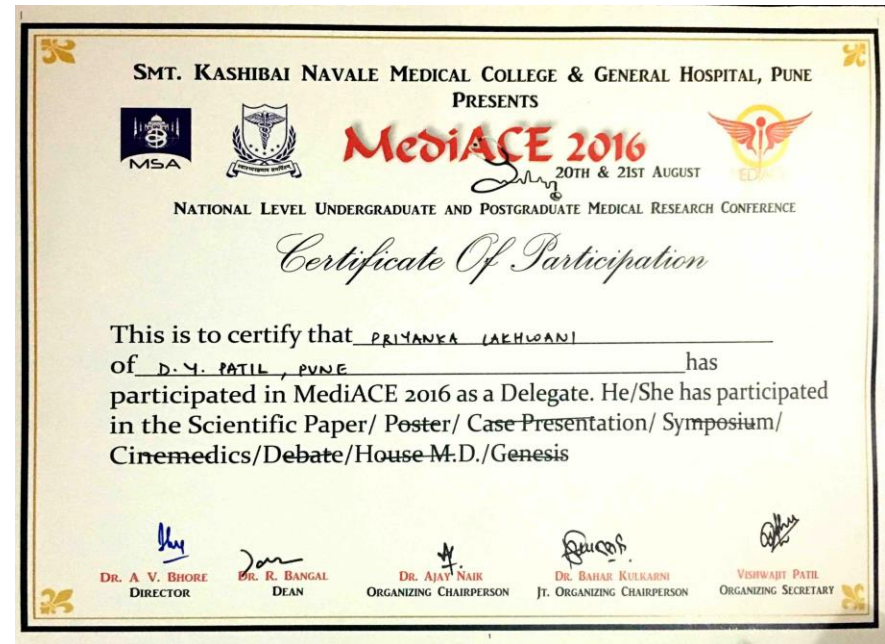 SMT. KASHIBAI NAVALE MEDICAL COLLEGE & GENERAL HOSPITAL, PUNE
PRESENTS
MSA
MediACE 2016
20TH & 21ST AUGUST
NATIONAL LEVEL UNDERGRADUATE AND POSTGRADUATE MEDICAL RESEARCH CONFERENCE
Certificate Of Participation
This is to certify that PRIYANKA LAKHWANI
of D.Y. PATIL, PUNE has
participated in MediACE 2016 as a Delegate. He/She has participated
in the Scientific Paper/ Poster/ Case Presentation/ Symposium/
Cinemedics/Debate/House M.D./Genesis
DR. A V. BHORE DR. R. BANGAL DR. AJAY NAIK DR. BAHAR KULKARNI VISHWAJIT PATIL
DIRECTOR DEAN ORGANIZING CHAIRPERSON JT. ORGANIZING CHAIRPERSON ORGANIZING SECRETARY